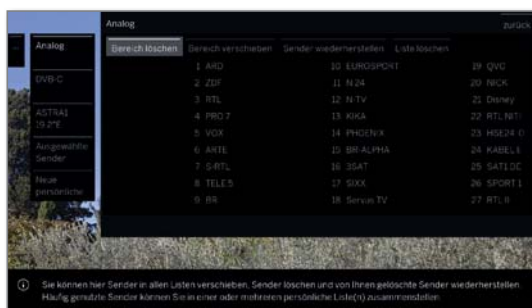 Analog
zurück
Analog
DVB-C
ASTRA1
19.2°E
Ausgewählte
Sender
Neue
persönliche
Bereich löschen Bereich verschieben Sender wiederherstellen Liste löschen
1 ARD 10 EUROSPORT 19 QVC
2 ZDF 11 N24 20 NICK
3 RTL 12 N-TV 21 Disney
4 PRO 7 13 KIKA 22 RTLNIT
5 VOX 14 PHOENIX 23 HSE24
6 ARTE 15 BR-ALPHA 24 KABEL E
7 S-RTL 16 3SAT 25 SAT1 DE
8 TELE 5 17 SIXX 26 SPORT 1
9 BR 18 Servus TV 27 RTL II
Sie können hier Sender in allen Listen verschieben, Sender löschen und von Ihnen gelöschte Sender wiederherstellen.
Häufig genutzte Sender können Sie in einer oder mehreren persönliche Liste(n) zusammenstellen